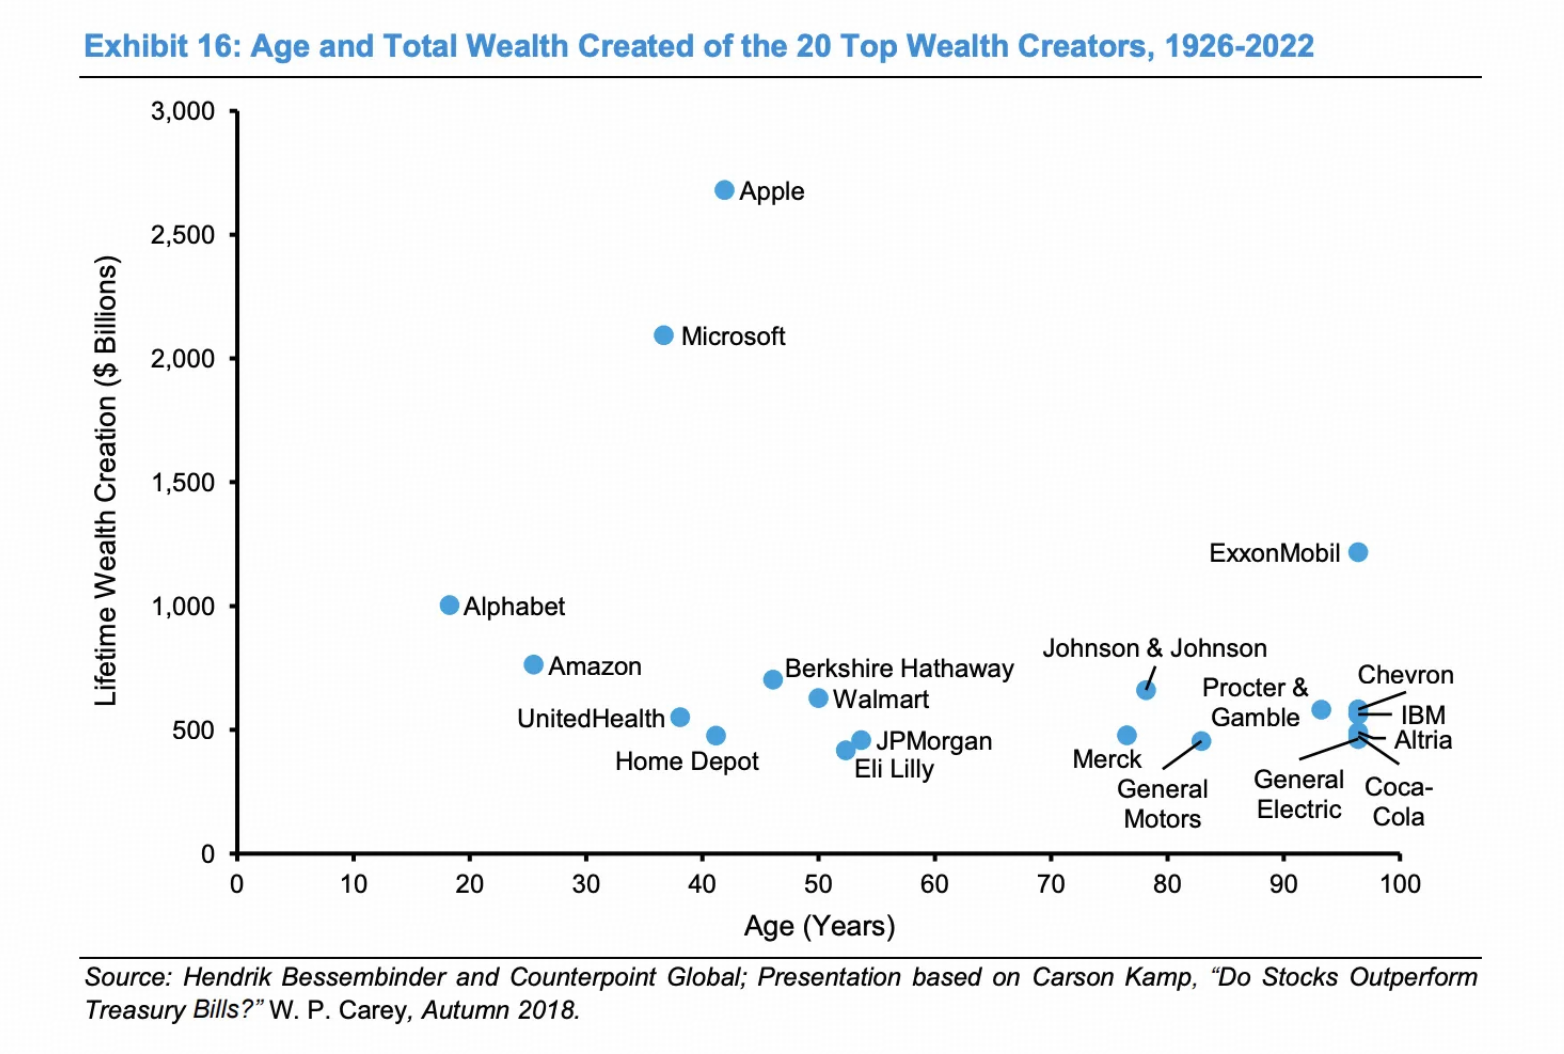 Exhibit 16: Age and Total Wealth Created of the 20 Top Wealth Creators, 1926-2022
3,000
2,500
2,000
1,500
1,000
500
0
Lifetime Wealth Creation ($ Billions)
Apple
Microsoft
ExxonMobil
Alphabet
Amazon
Berkshire Hathaway
Walmart
UnitedHealth
Home Depot
JPMorgan
Eli Lilly
Johnson & Johnson
Procter &
Gamble
Chevron
IBM
Altria
Merck
General
Motors
General
Electric
Coca-
Cola
0 10 20 30 40 50 60 70 80 90 100
Age (Years)
Source: Hendrik Bessembinder and Counterpoint Global; Presentation based on Carson Kamp, “Do Stocks Outperform
Treasury Bills?” W. P. Carey, Autumn 2018.